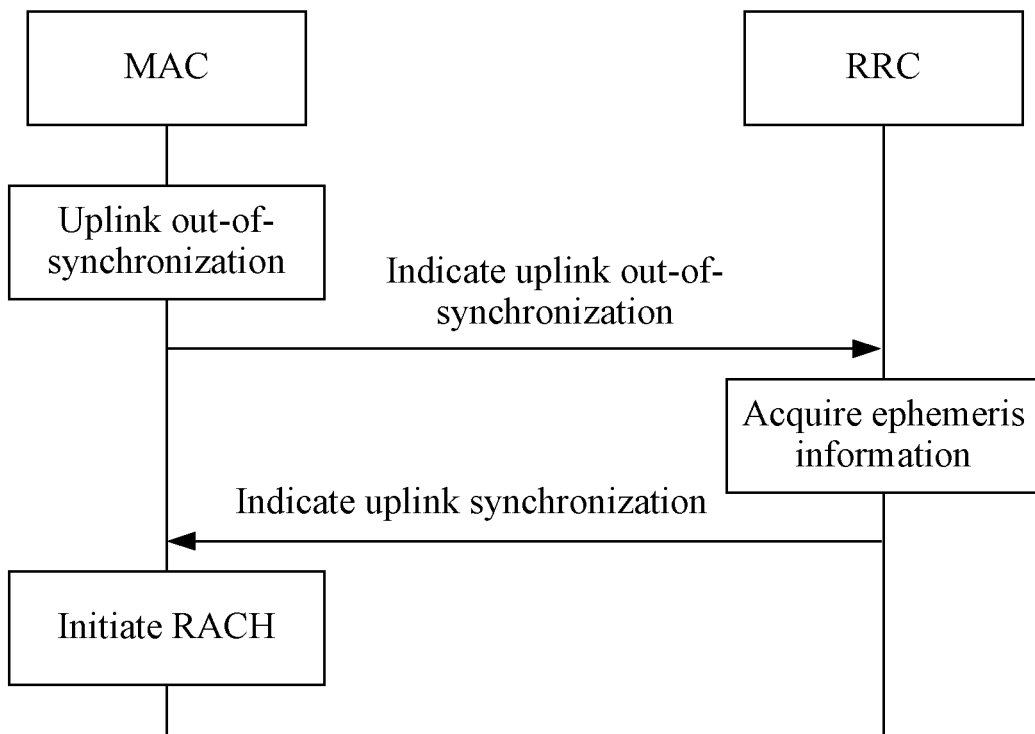 MAC
RRC
Uplink out-of-
synchronization
Indicate uplink out-of-
synchronization
Acquire ephemeris
information
Indicate uplink synchronization
Initiate RACH